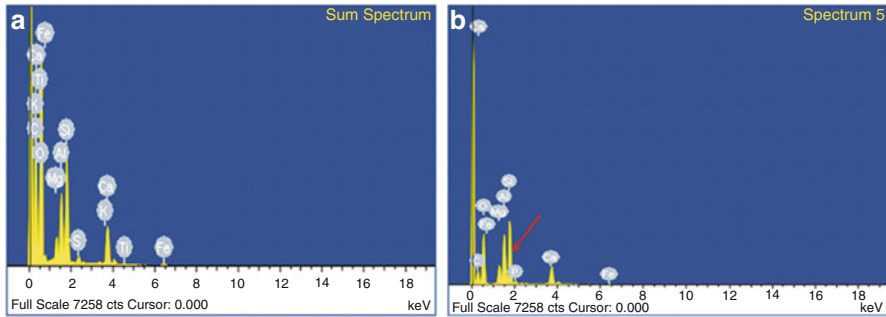 a
Sum Spectrum
Fe
Ca
Ti
K
C
O
Al
Si
Mg
S
Ca
K
Ti
Fe
0 2 4 6 8 10 12 14 16 18
Full Scale 7258 cts Cursor: 0.000 keV
b
Spectrum 5
Ca
Si
Al
O
Mg
Fe
C
P
Ca
Fe
0 2 4 6 8 10 12 14 16 18
Full Scale 7258 cts Cursor: 0.000 keV